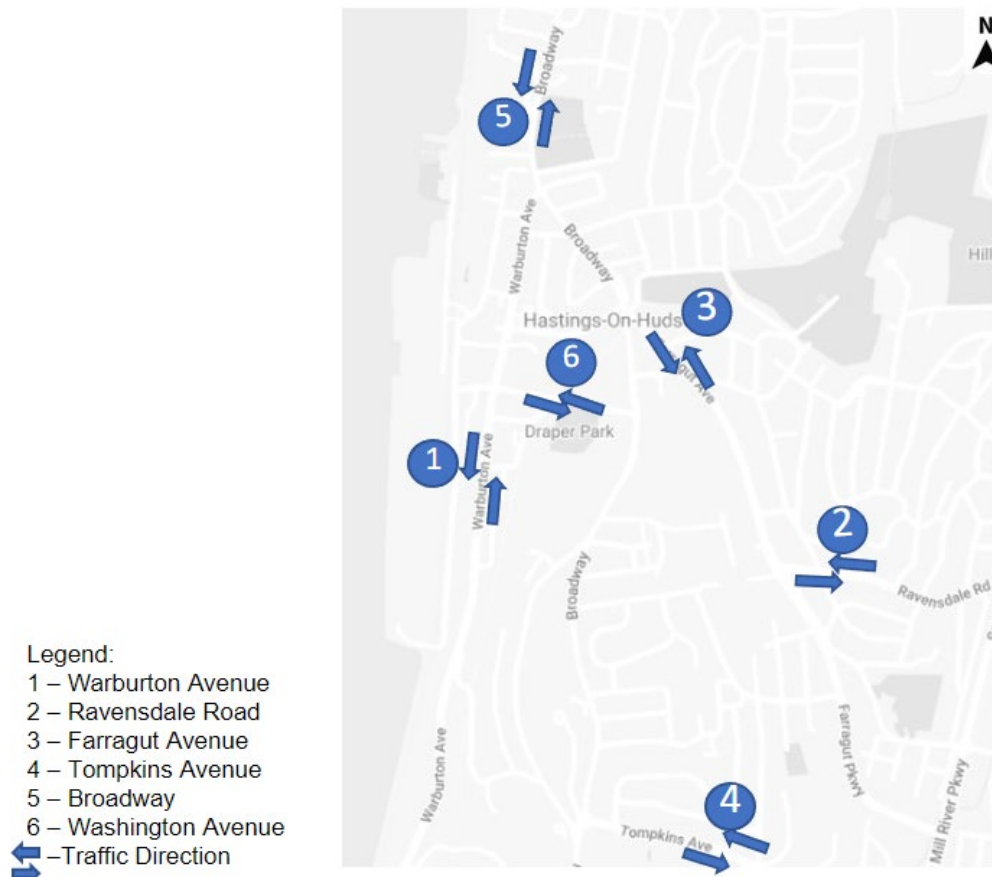 N
Broadway
5
Warburton Ave
Broadway
Hill
3
Hastings-On-Huds
gut Ave
6
Draper Park
1
Warburton Ave
2
Ravensdale Rd
Broadway
Farragut Pkwy
Warburton Ave
Mill River Pkwy
4
Tompkins Ave
Legend:
1 – Warburton Avenue
2 – Ravensdale Road
3 – Farragut Avenue
4 – Tompkins Avenue
5 – Broadway
6 – Washington Avenue
–Traffic Direction